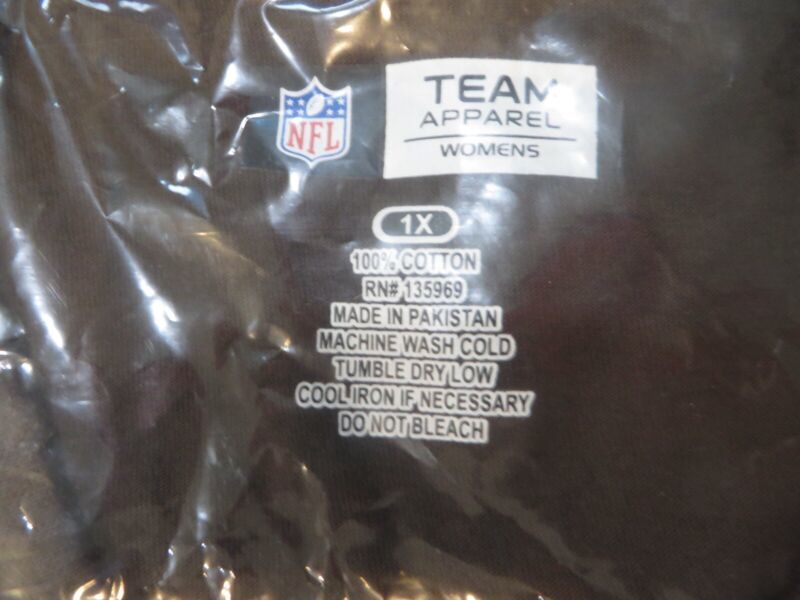 NFL
TEAM
APPAREL
WOMENS
1X
100% COTTON
RN# 135969
MADE IN PAKISTAN
MACHINE WASH COLD
TUMBLE DRY LOW
COOL IRON IF NECESSARY
DO NOT BLEACH